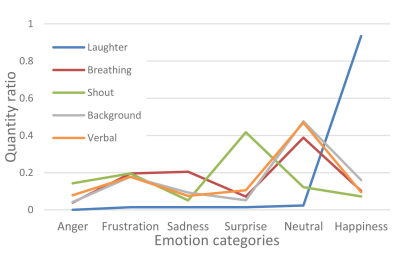 1
0.8
0.6
0.4
0.2
0
Quantity ratio
Laughter
Breathing
Shout
Background
Verbal
Anger Frustration Sadness Surprise Neutral Happiness
Emotion categories